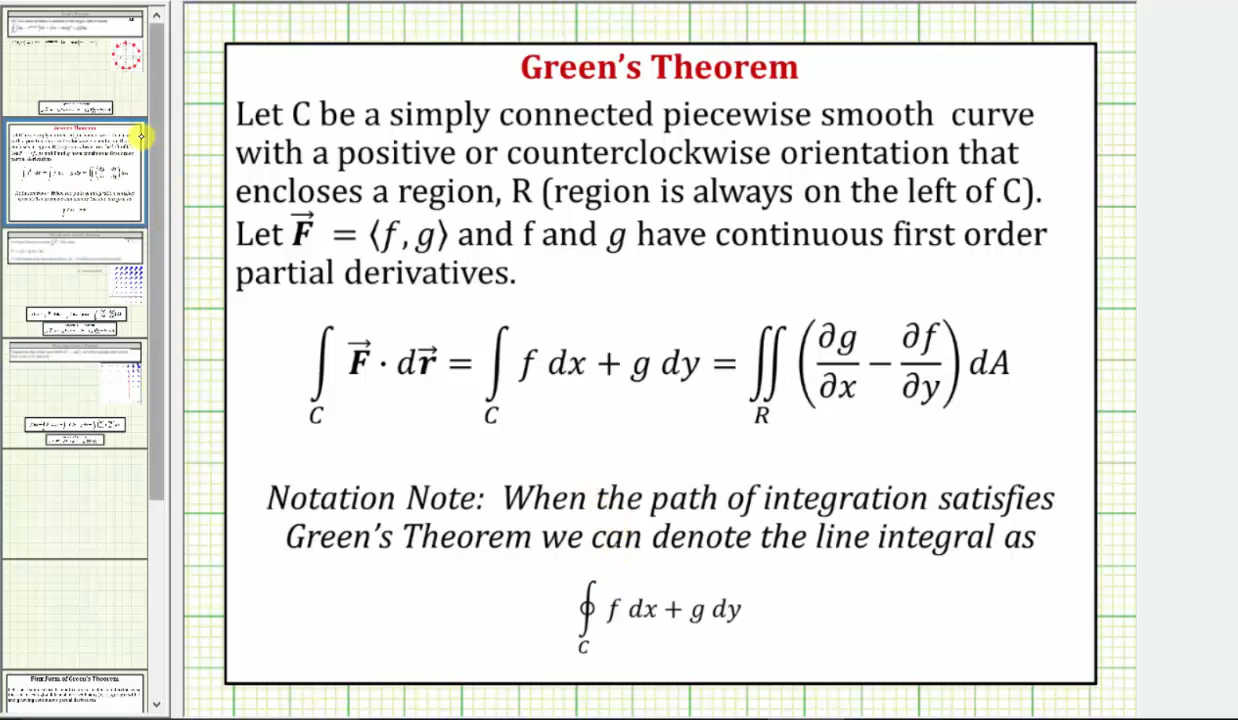 Green's Theorem
Let C be a simply connected piecewise smooth curve
with a positive or counterclockwise orientation that
encloses a region, R (region is always on the left of C).
Let F⃗ = ⟨f, g⟩ and f and g have continuous first order
partial derivatives.
∫_C F⃗ · dr⃗ = ∫_C f dx + g dy = ∬_R (∂g/∂x − ∂f/∂y) dA
Notation Note: When the path of integration satisfies
Green's Theorem we can denote the line integral as
∮_C f dx + g dy
First Form of Green's Theorem